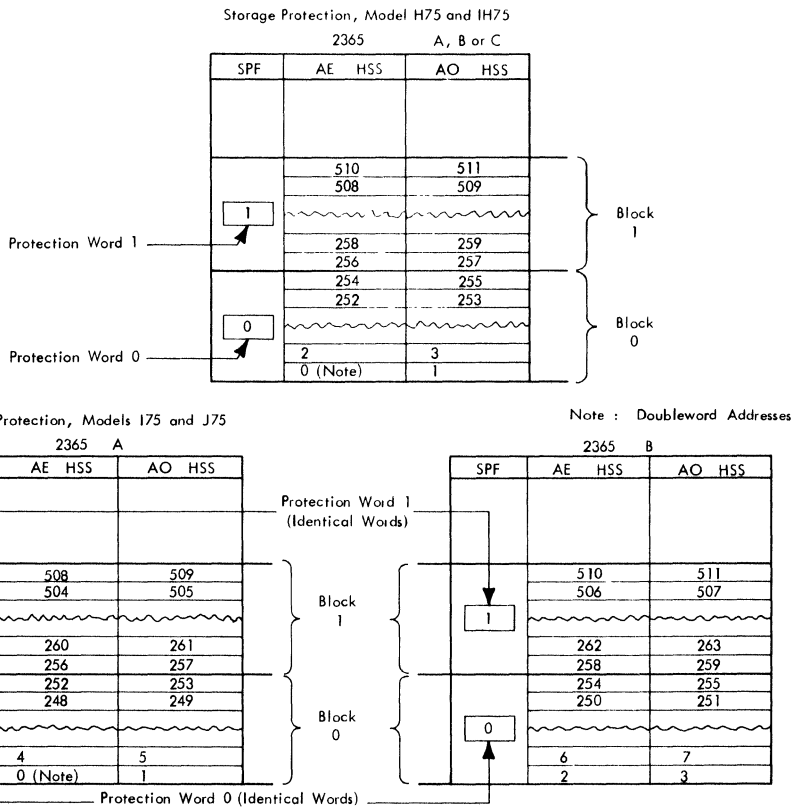 Storage Protection, Model H75 and IH75
2365 A, B or C
SPF AE HSS AO HSS
510 511
508 509
1
Block
1
Protection Word 1
258 259
256 257
254 255
252 253
0
Block
0
Protection Word 0
2 3
0 (Note) 1
Protection, Models I75 and J75
Note : Doubleword Addresses
2365 A
AE HSS AO HSS
2365 B
SPF AE HSS AO HSS
Protection Word 1
(Identical Words)
508 509
504 505
Block
1
510 511
506 507
1
260 261
256 257
252 253
248 249
262 263
258 259
254 255
250 251
Block
0
0
4 5
0 (Note) 1
6 7
2 3
Protection Word 0 (Identical Words)